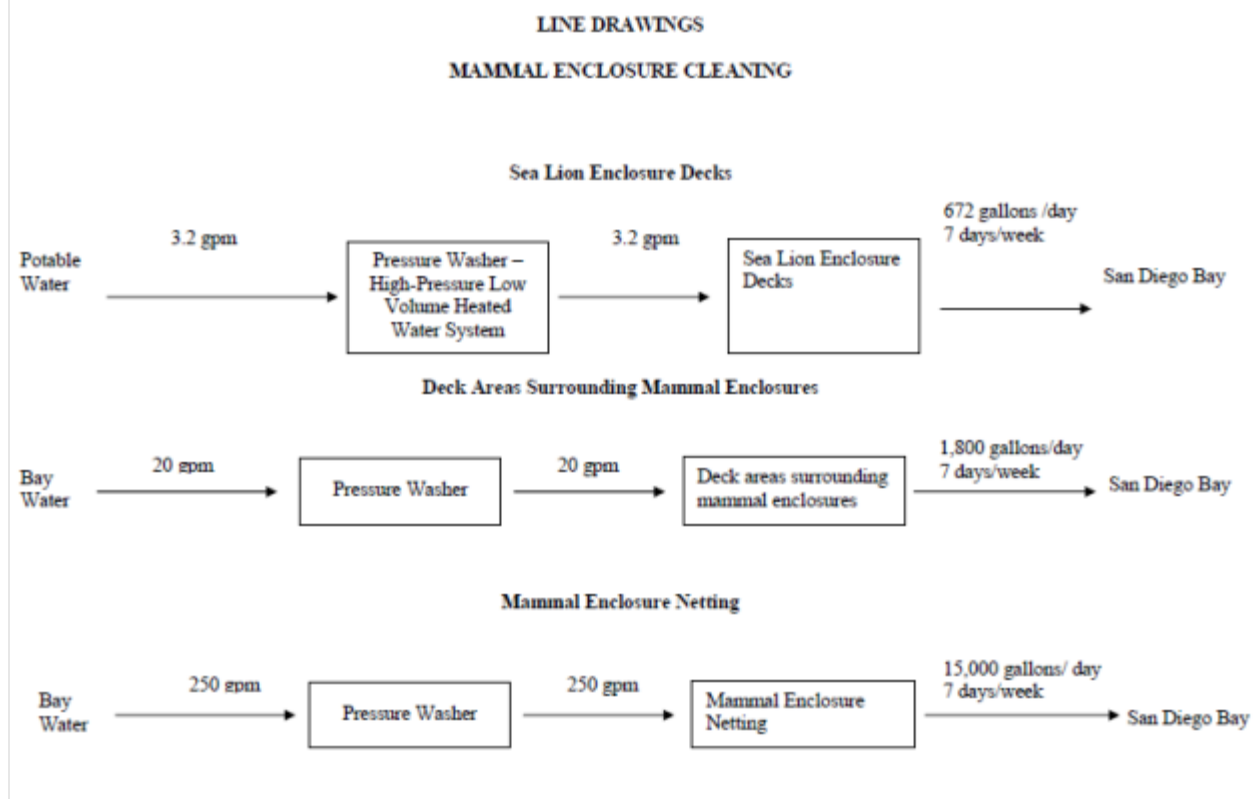 LINE DRAWINGS
MAMMAL ENCLOSURE CLEANING
Sea Lion Enclosure Decks
Potable
Water
3.2 gpm
Pressure Washer –
High-Pressure Low
Volume Heated
Water System
3.2 gpm
Sea Lion Enclosure
Decks
672 gallons /day
7 days/week
San Diego Bay
Deck Areas Surrounding Mammal Enclosures
Bay
Water
20 gpm
Pressure Washer
20 gpm
Deck areas surrounding
mammal enclosures
1,800 gallons/day
7 days/week
San Diego Bay
Mammal Enclosure Netting
Bay
Water
250 gpm
Pressure Washer
250 gpm
Mammal Enclosure
Netting
15,000 gallons/ day
7 days/week
San Diego Bay